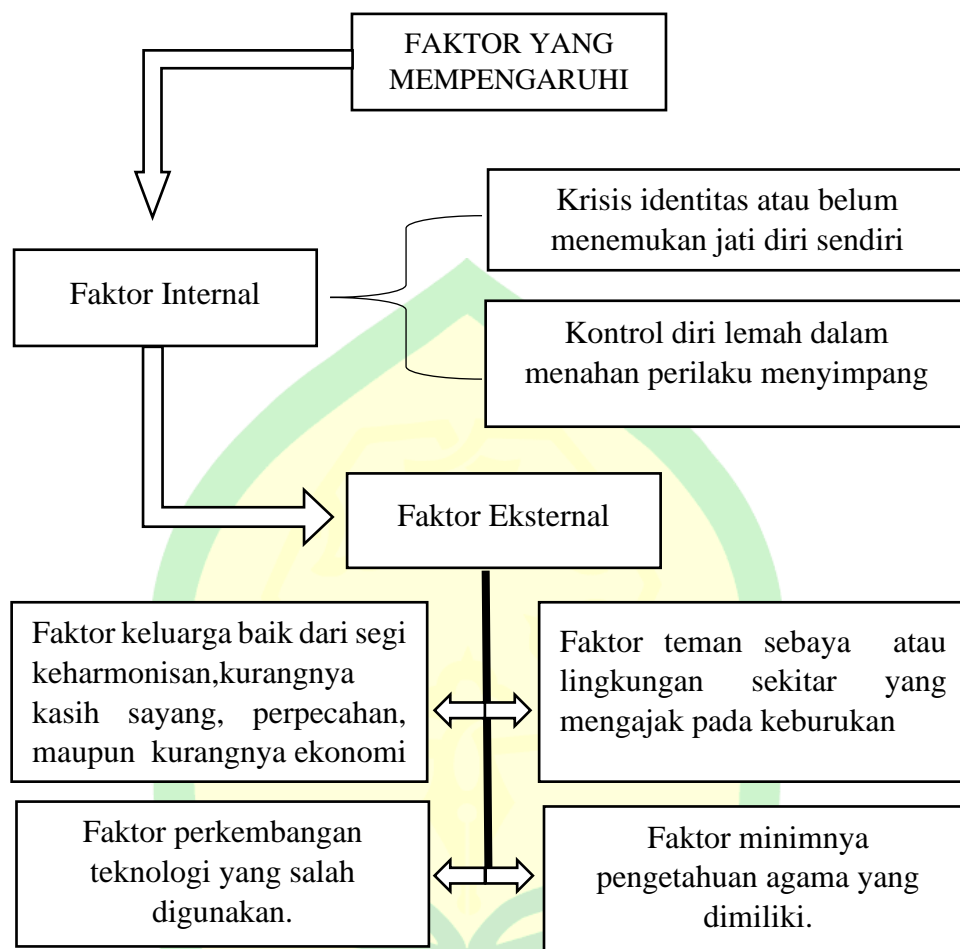 FAKTOR YANG
MEMPENGARUHI
Krisis identitas atau belum
menemukan jati diri sendiri
Faktor Internal
Kontrol diri lemah dalam
menahan perilaku menyimpang
Faktor Eksternal
Faktor keluarga baik dari segi
keharmonisan,kurangnya
kasih sayang, perpecahan,
maupun kurangnya ekonomi
Faktor teman sebaya atau
lingkungan sekitar yang
mengajak pada keburukan
Faktor perkembangan
teknologi yang salah
digunakan.
Faktor minimnya
pengetahuan agama yang
dimiliki.